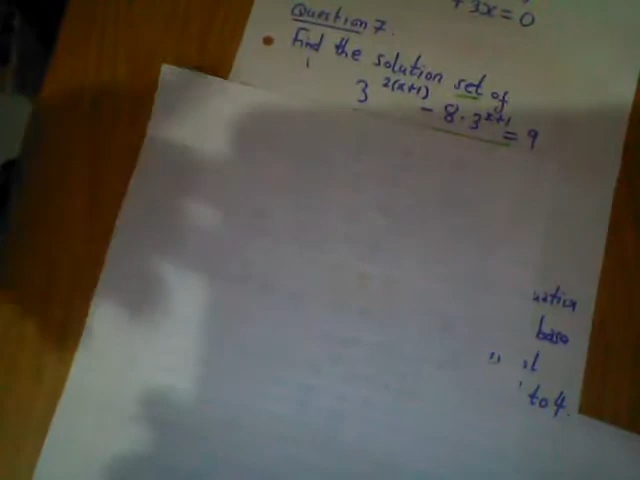 + 3x = 0
Question 7.
Find the solution set of
3^2(x+1) - 8 · 3^x+1 = 9
base
to 4.